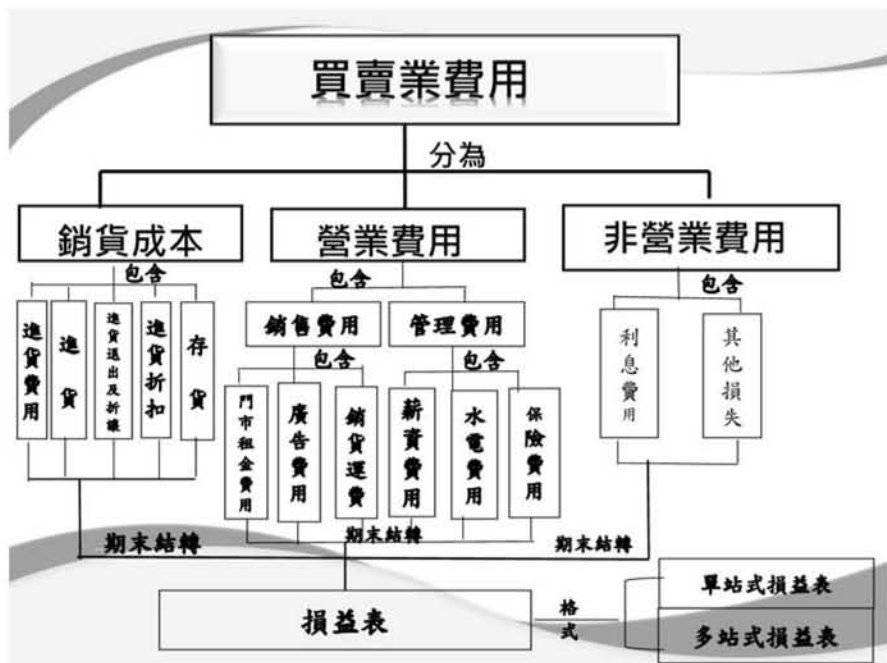 買賣業費用
分為
銷貨成本
營業費用
非營業費用
包含
包含
包含
進貨費用
進貨
進貨退出及折讓
進貨折扣
存貨
銷售費用
管理費用
利息費用
其他損失
包含
包含
門市租金費用
廣告費用
銷貨運費
薪資費用
水電費用
保險費用
期末結轉
期末結轉
期末結轉
損益表
格式
單站式損益表
多站式損益表